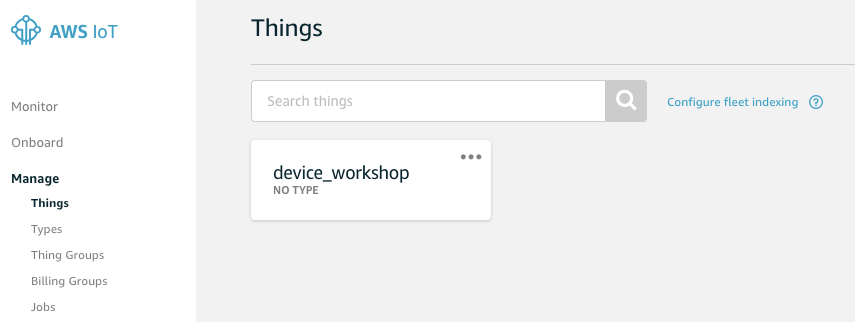 AWS IoT
Monitor
Onboard
Manage
Things
Types
Thing Groups
Billing Groups
Jobs
Things
Search things
Configure fleet indexing ?
device_workshop
NO TYPE